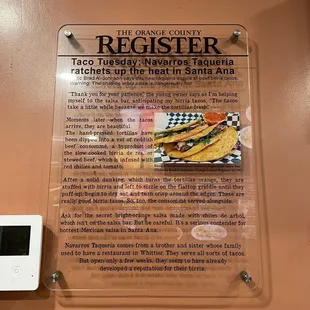 THE ORANGE COUNTY
REGISTER
Taco Tuesday: Navarros Taqueria
ratchets up the heat in Santa Ana
"Thank you for your patience," the young owner says as I'm helping
myself to the salsa bar, anticipating my birria tacos. "The tacos
take a little while because we make the tortillas fresh."
Moments later when the tacos
arrive, they are beautiful.
The hand-pressed tortillas have
been dipped into a vat of reddish
beef consommé, a byproduct of
the slow-cooked birria de res, or
stewed beef, which is infused with
red chilies and tomato.
After a solid dunking, which turns the tortillas orange, they are
stuffed with birria and left to sizzle on the flattop griddle until they
puff up, begin to dry out and turn crisp around the edges. These are
really good birria tacos. So, too, the consommé served alongside.
Ask for the secret bright-orange salsa made with chiles de arbol,
which isn't on the salsa bar. But be careful. It's a serious contender for
hottest Mexican salsa in Santa Ana.
Navarros Taqueria comes from a brother and sister whose family
used to have a restaurant in Whittier. They serve all sorts of tacos.
But open only a few weeks, they seem to have already
developed a reputation for their birria.